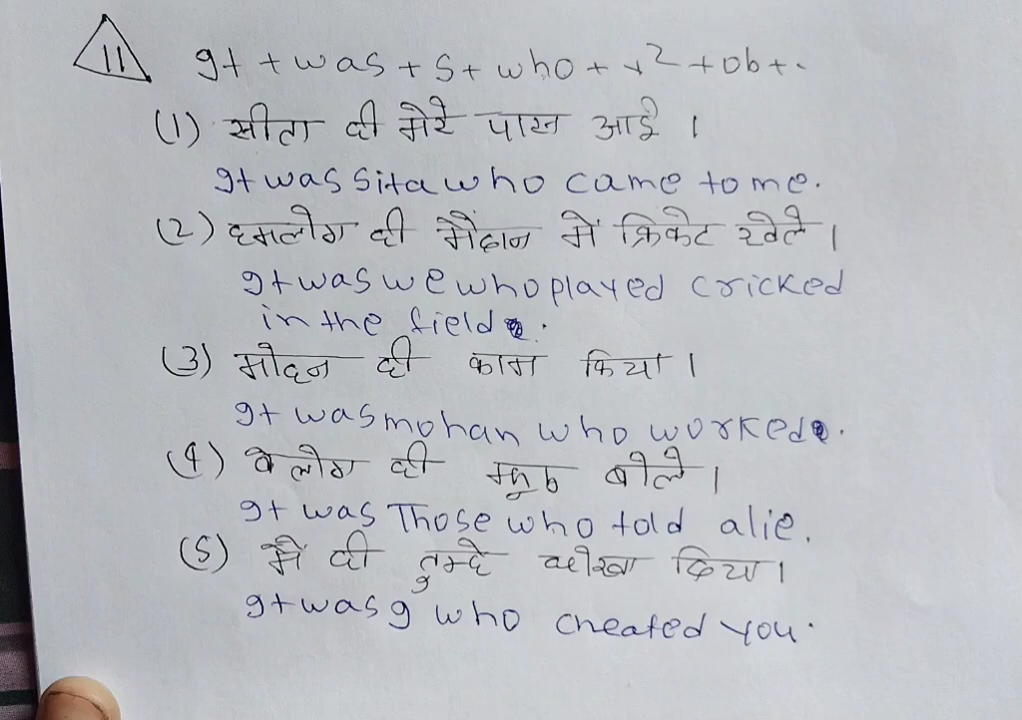 11 It + was + S + who + v2 + ob + .
(1) सीता ही मेरे पास आई ।
It was Sita who came to me.
(2) हमलोग ही मैदान में क्रिकेट खेले ।
It was we who played cricked
in the field .
(3) मोहन ही काम किया ।
It was mohan who worked .
(4) वे लोग ही झूठ बोले ।
It was Those who told a lie.
(5) मैं ही तुम्हे धोखा दिया ।
It was I who cheated you .